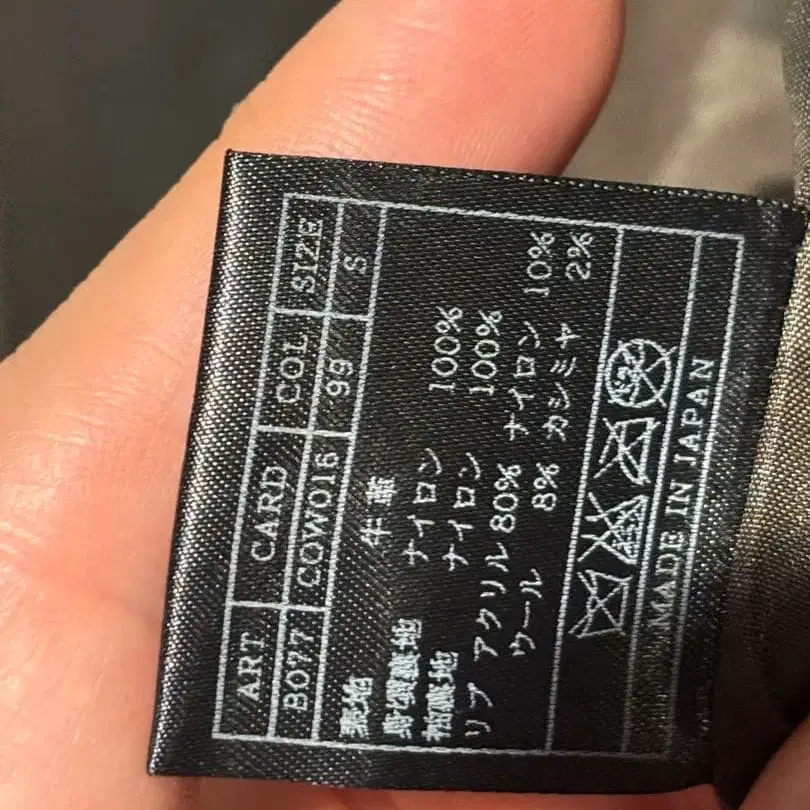 ART CARD COL SIZE
B077 COW016 99 S
表地 牛革
身頃裏地 ナイロン 100%
袖裏地 ナイロン 100%
リブ アクリル 80% ナイロン 10%
ウール 8% カシミヤ 2%
MADE IN JAPAN